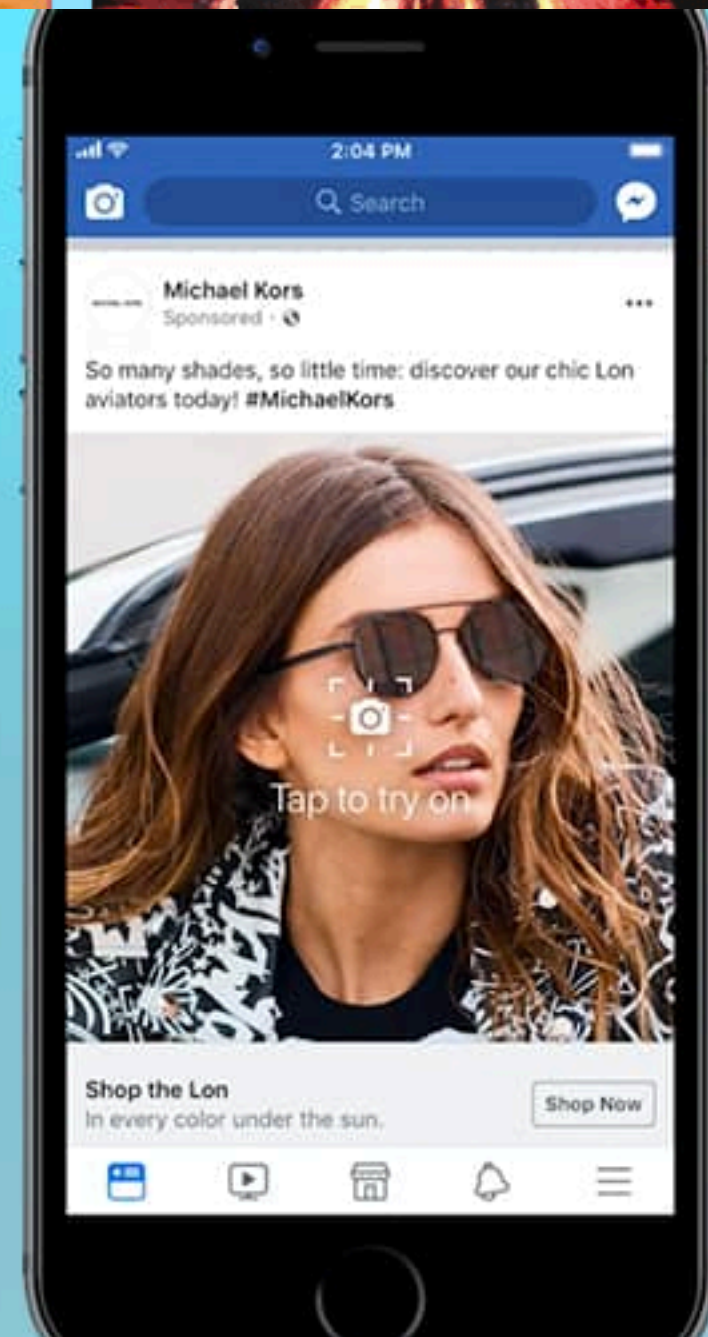 2:04 PM
Search
Michael Kors
Sponsored ·
So many shades, so little time: discover our chic Lon
aviators today! #MichaelKors
Tap to try on
Shop the Lon
In every color under the sun.
Shop Now